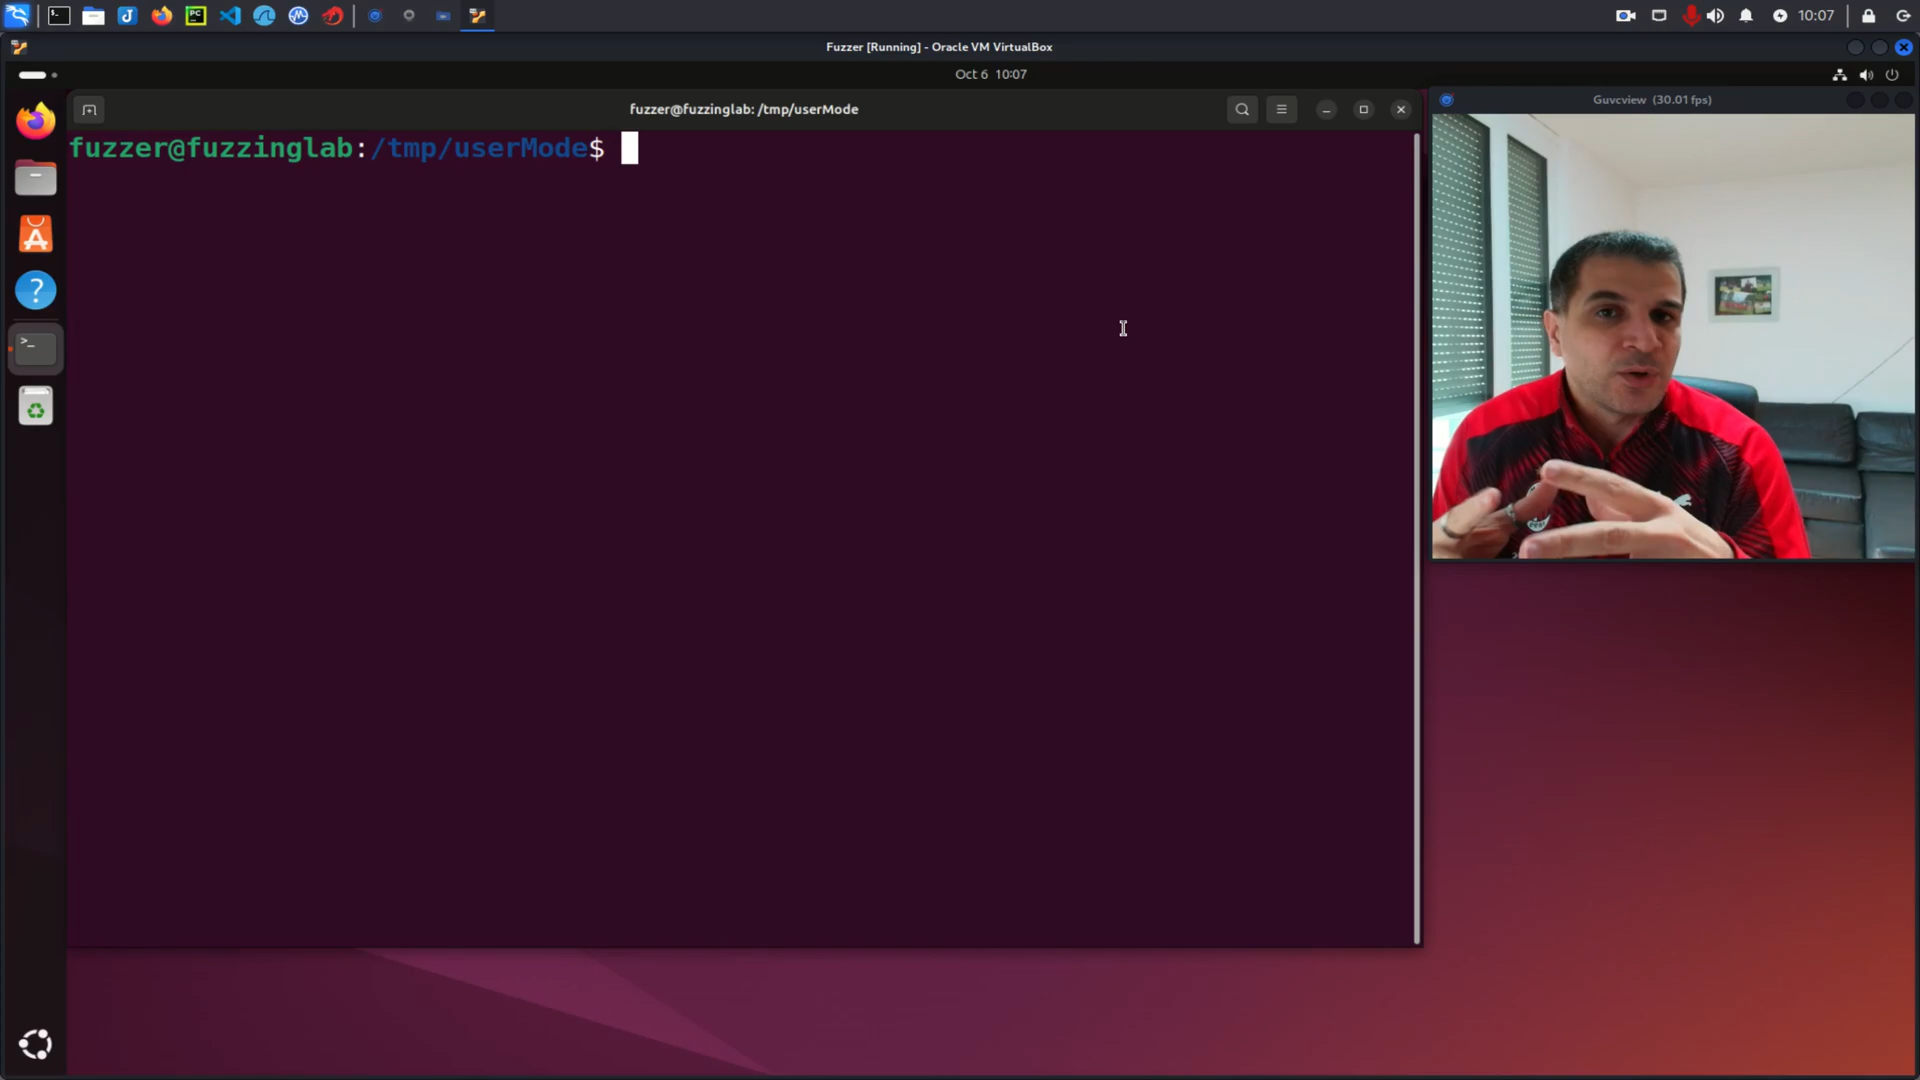 10:07
Fuzzer [Running] - Oracle VM VirtualBox
Oct 6 10:07
fuzzer@fuzzinglab: /tmp/userMode
Guvcview (30.01 fps)
fuzzer@fuzzinglab:/tmp/userMode$